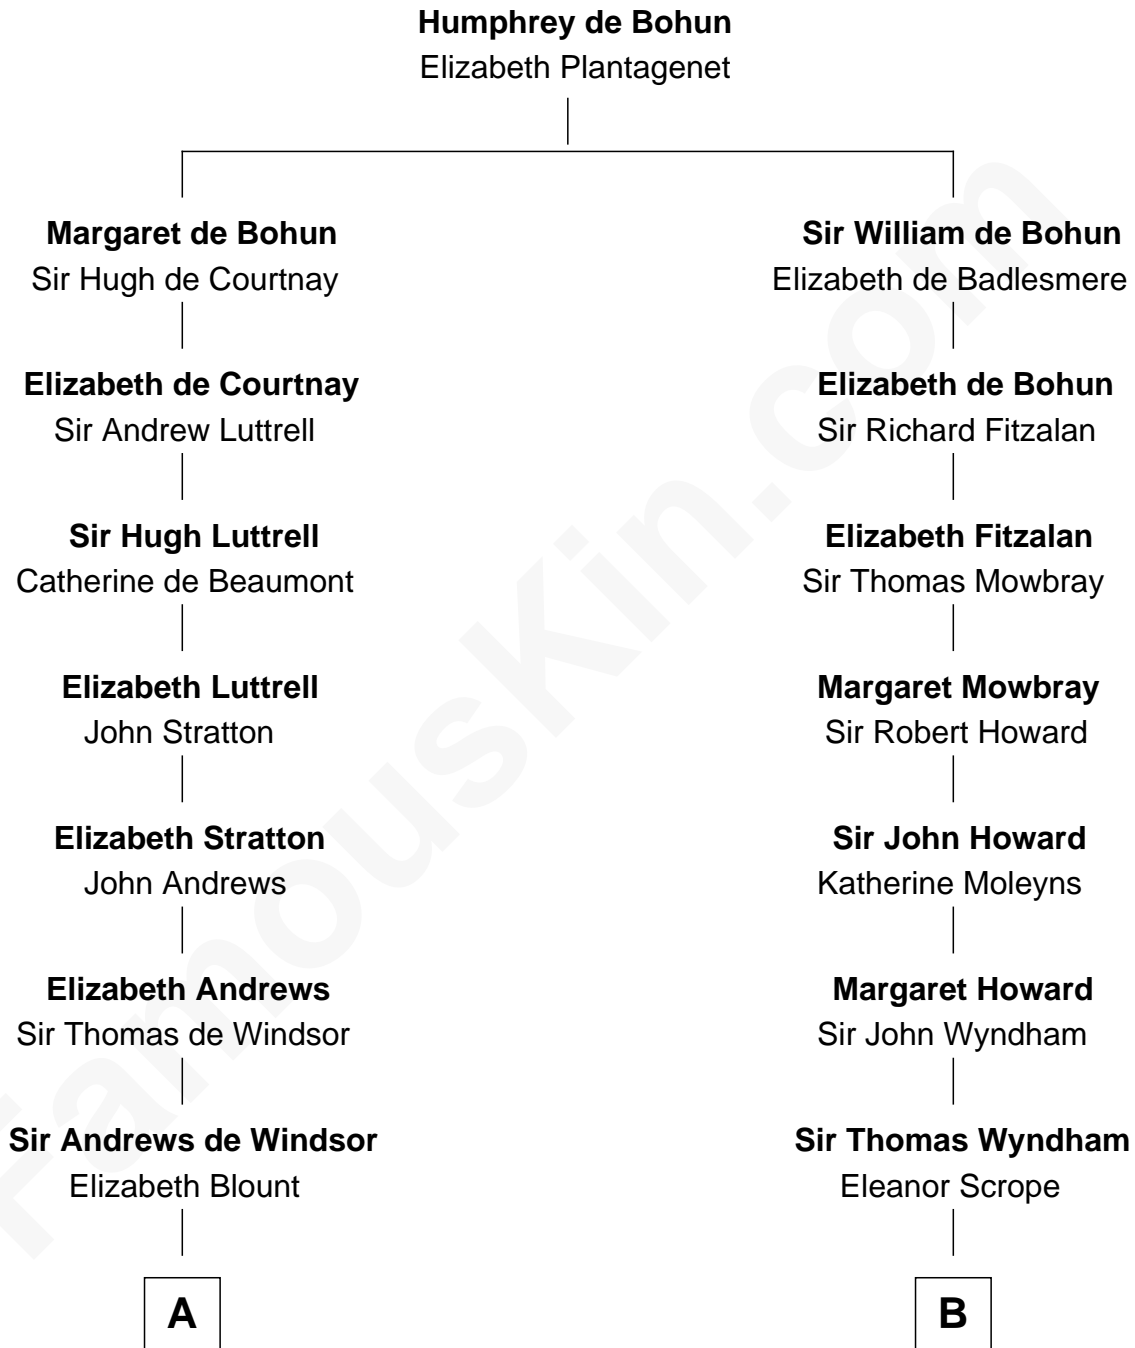 Humphrey de Bohun
Elizabeth Plantagenet
Margaret de Bohun
Sir Hugh de Courtnay
Sir William de Bohun
Elizabeth de Badlesmere
Elizabeth de Courtnay
Sir Andrew Luttrell
Elizabeth de Bohun
Sir Richard Fitzalan
Sir Hugh Luttrell
Catherine de Beaumont
Elizabeth Fitzalan
Sir Thomas Mowbray
Elizabeth Luttrell
John Stratton
Margaret Mowbray
Sir Robert Howard
Elizabeth Stratton
John Andrews
Sir John Howard
Katherine Moleyns
Elizabeth Andrews
Sir Thomas de Windsor
Margaret Howard
Sir John Wyndham
Sir Andrews de Windsor
Elizabeth Blount
Sir Thomas Wyndham
Eleanor Scrope
A
B
FamousKin.com